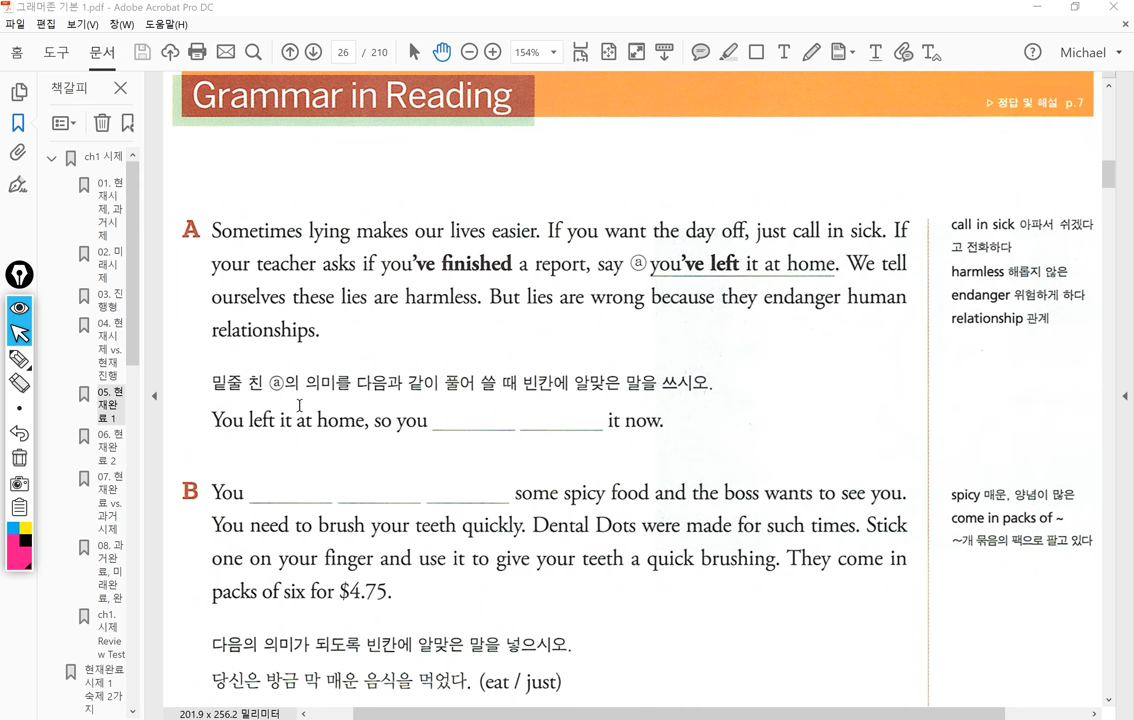 그래머존 기본 1.pdf - Adobe Acrobat Pro DC
파일 편집 보기(V) 창(W) 도움말(H)
홈 도구 문서 26 / 210 154% Michael
책갈피
ch1 시제
01. 현
재시
제, 과
거시
제
02. 미
래시
제
03. 진
행형
04. 현
재시
제 vs.
현재
진행
05. 현
재완
료 1
06. 현
재완
료 2
07. 현
재완
료 vs.
과거
시제
08. 과
거완
료, 미
래완
료, 완
ch1.
시제
Revie
w Test
현재완료
시제 1
숙제 2가
지
Grammar in Reading
▷ 정답 및 해설 p.7
A Sometimes lying makes our lives easier. If you want the day off, just call in sick. If
your teacher asks if you've finished a report, say ⓐ you've left it at home. We tell
ourselves these lies are harmless. But lies are wrong because they endanger human
relationships.
call in sick 아파서 쉬겠다
고 전화하다
harmless 해롭지 않은
endanger 위험하게 하다
relationship 관계
밑줄 친 ⓐ의 의미를 다음과 같이 풀어 쓸 때 빈칸에 알맞은 말을 쓰시오.
You left it at home, so you ________ ________ it now.
B You ________ ________ ________ some spicy food and the boss wants to see you.
You need to brush your teeth quickly. Dental Dots were made for such times. Stick
one on your finger and use it to give your teeth a quick brushing. They come in
packs of six for $4.75.
spicy 매운, 양념이 많은
come in packs of ~
~개 묶음의 팩으로 팔고 있다
다음의 의미가 되도록 빈칸에 알맞은 말을 넣으시오.
당신은 방금 막 매운 음식을 먹었다. (eat / just)
201.9 x 256.2 밀리미터